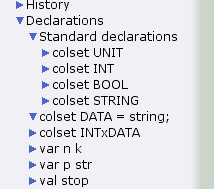 History
Declarations
Standard declarations
colset UNIT
colset INT
colset BOOL
colset STRING
colset DATA = string;
colset INTxDATA
var n k
var p str
val stop